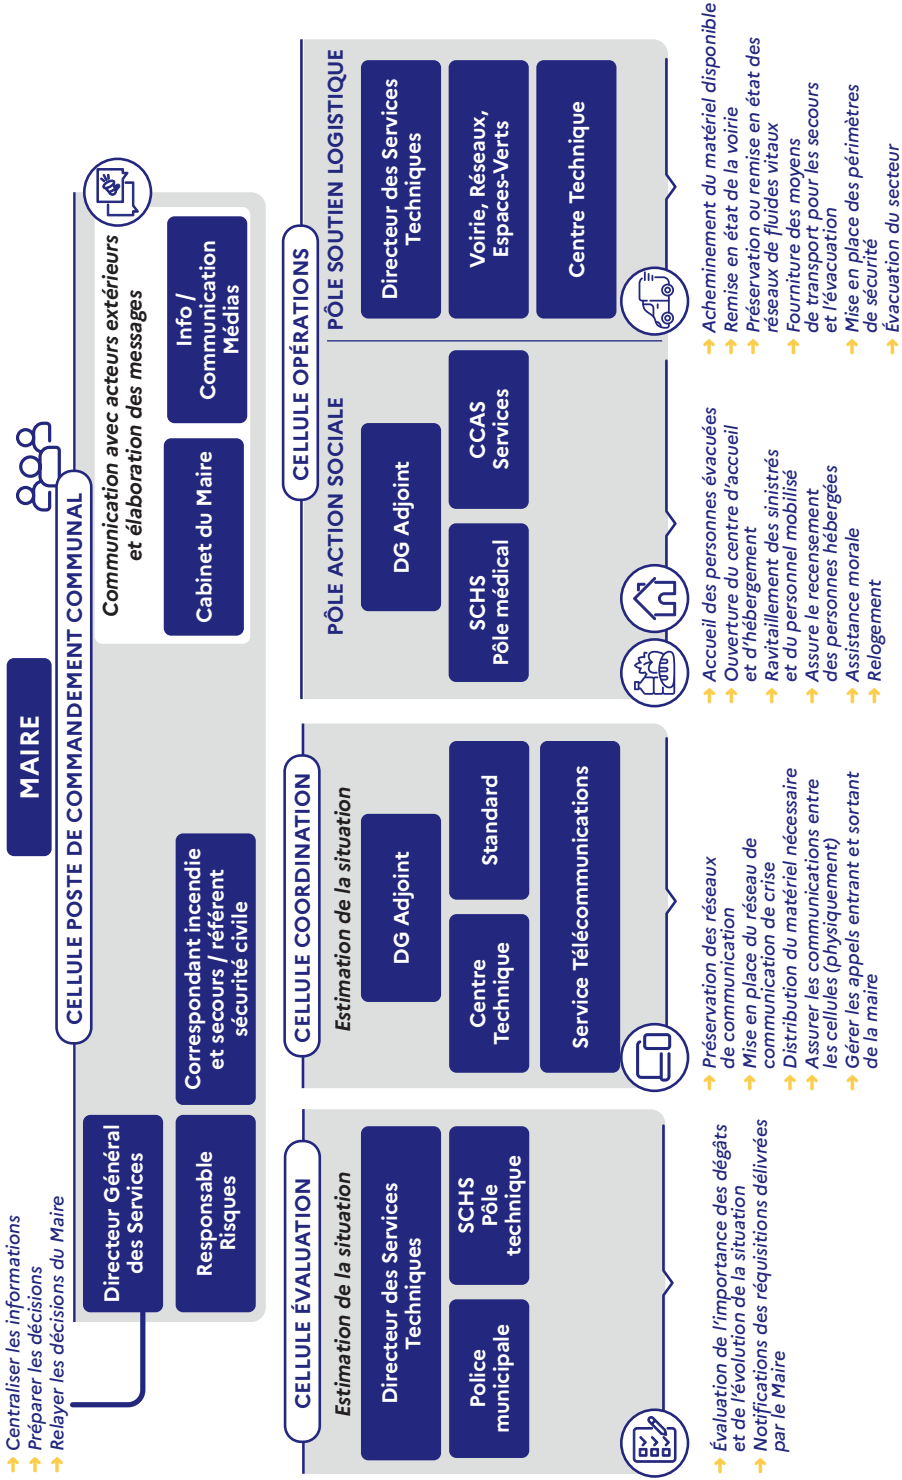 MAIRE
CELLULE POSTE DE COMMANDEMENT COMMUNAL
→ Centraliser les informations
→ Préparer les décisions
→ Relayer les décisions du Maire
Directeur Général
des Services
Responsable
Risques
Correspondant incendie
et secours / référent
sécurité civile
Communication avec acteurs extérieurs
et élaboration des messages
Cabinet du Maire
Info /
Communication
Médias
CELLULE ÉVALUATION
Estimation de la situation
Directeur des Services
Techniques
Police
municipale
SCHS
Pôle
technique
→ Évaluation de l'importance des dégâts
et de l'évolution de la situation
→ Notifications des réquisitions délivrées
par le Maire
CELLULE COORDINATION
Estimation de la situation
DG Adjoint
Centre
Technique
Standard
Service Télécommunications
→ Préservation des réseaux
de communication
→ Mise en place du réseau de
communication de crise
→ Distribution du matériel nécessaire
→ Assurer les communications entre
les cellules (physiquement)
→ Gérer les appels entrant et sortant
de la maire
CELLULE OPÉRATIONS
PÔLE ACTION SOCIALE
DG Adjoint
SCHS
Pôle médical
CCAS
Services
→ Accueil des personnes évacuées
→ Ouverture du centre d'accueil
et d'hébergement
→ Ravitaillement des sinistrés
et du personnel mobilisé
→ Assure le recensement
des personnes hébergées
→ Assistance morale
→ Relogement
PÔLE SOUTIEN LOGISTIQUE
Directeur des Services
Techniques
Voirie, Réseaux,
Espaces-Verts
Centre Technique
→ Acheminement du matériel disponible
→ Remise en état de la voirie
→ Préservation ou remise en état des
réseaux de fluides vitaux
→ Fourniture des moyens
de transport pour les secours
et l'évacuation
→ Mise en place des périmètres
de sécurité
→ Évacuation du secteur